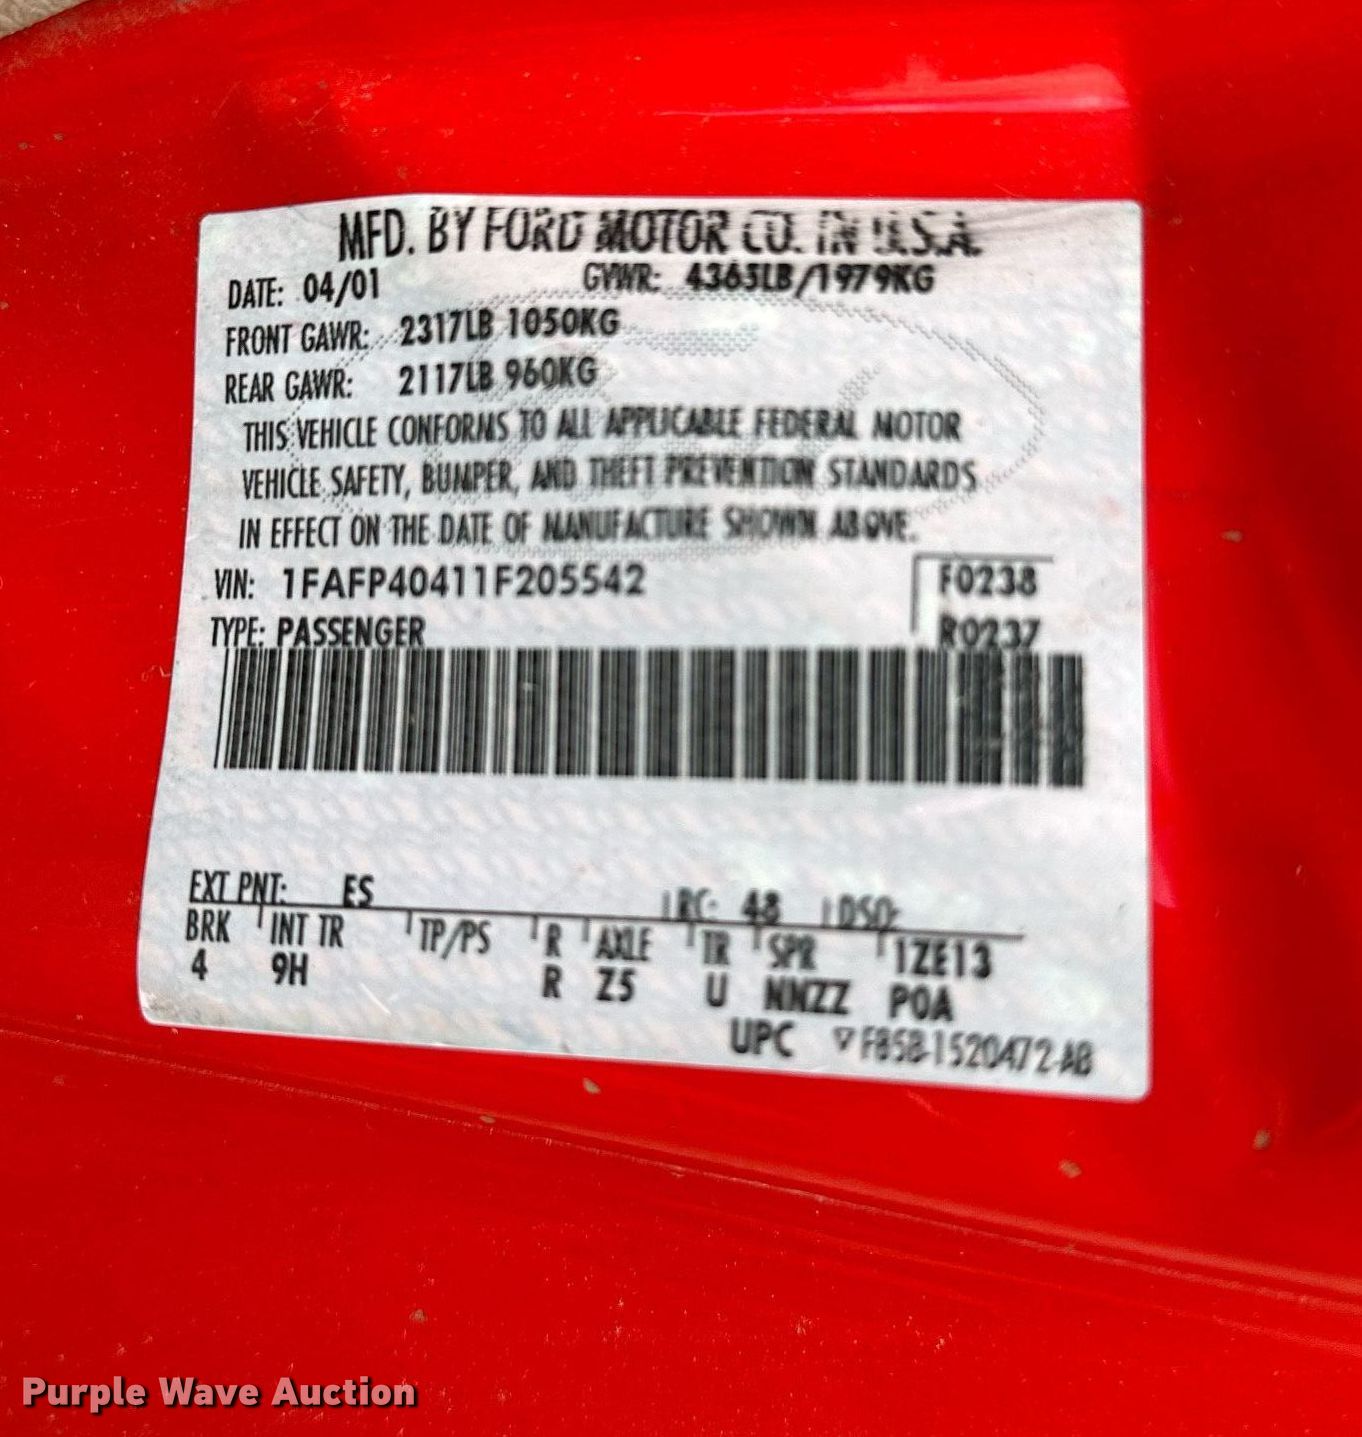 MFD. BY FORD MOTOR CO. IN U.S.A.
DATE: 04/01 GVWR: 4365LB/1979KG
FRONT GAWR: 2317LB 1050KG
REAR GAWR: 2117LB 960KG
THIS VEHICLE CONFORMS TO ALL APPLICABLE FEDERAL MOTOR
VEHICLE SAFETY, BUMPER, AND THEFT PREVENTION STANDARDS
IN EFFECT ON THE DATE OF MANUFACTURE SHOWN ABOVE.
VIN: 1FAFP40411F205542 F0238
TYPE: PASSENGER R0237
EXT PNT: ES RC: 48 DSO:
BRK INT TR TP/PS R AXLE TR SPR 1ZE13
4 9H R Z5 U NNZZ P0A
UPC ▽F85B-1520472-AB
Purple Wave Auction